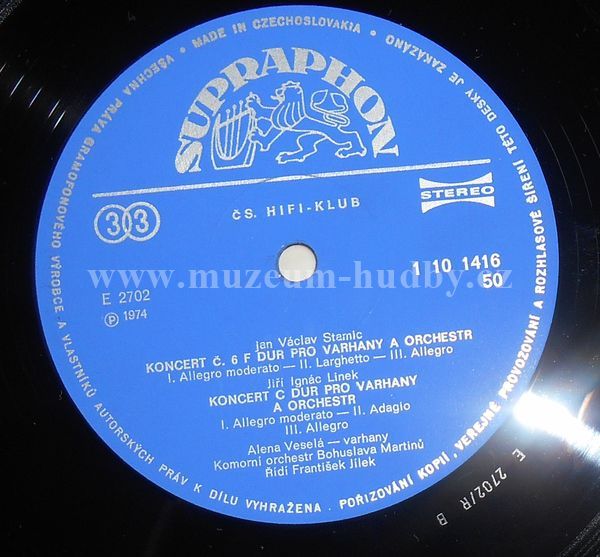 SUPRAPHON
33
ČS. HIFI-KLUB
STEREO
1 10 1416
50
E 2702
Ⓟ 1974
www.muzeum-hudby.cz
Jan Václav Stamic
KONCERT Č. 6 F DUR PRO VARHANY A ORCHESTR
I. Allegro moderato — II. Larghetto — III. Allegro
Jiří Ignác Linek
KONCERT C DUR PRO VARHANY
A ORCHESTR
I. Allegro moderato — II. Adagio
III. Allegro
Alena Veselá — varhany
Komorní orchestr Bohuslava Martinů
Řídí František Jílek
MADE IN CZECHOSLOVAKIA • VŠECHNA PRÁVA GRAMOFONOVÉHO VÝROBCE A VLASTNÍKŮ AUTORSKÝCH PRÁV K DÍLU VYHRAŽENA. POŘIZOVÁNÍ KOPIÍ, VEŘEJNÉ PROVOZOVÁNÍ A ROZHLASOVÉ ŠÍŘENÍ TÉTO DESKY JE ZAKÁZÁNO •
E 2702/R B